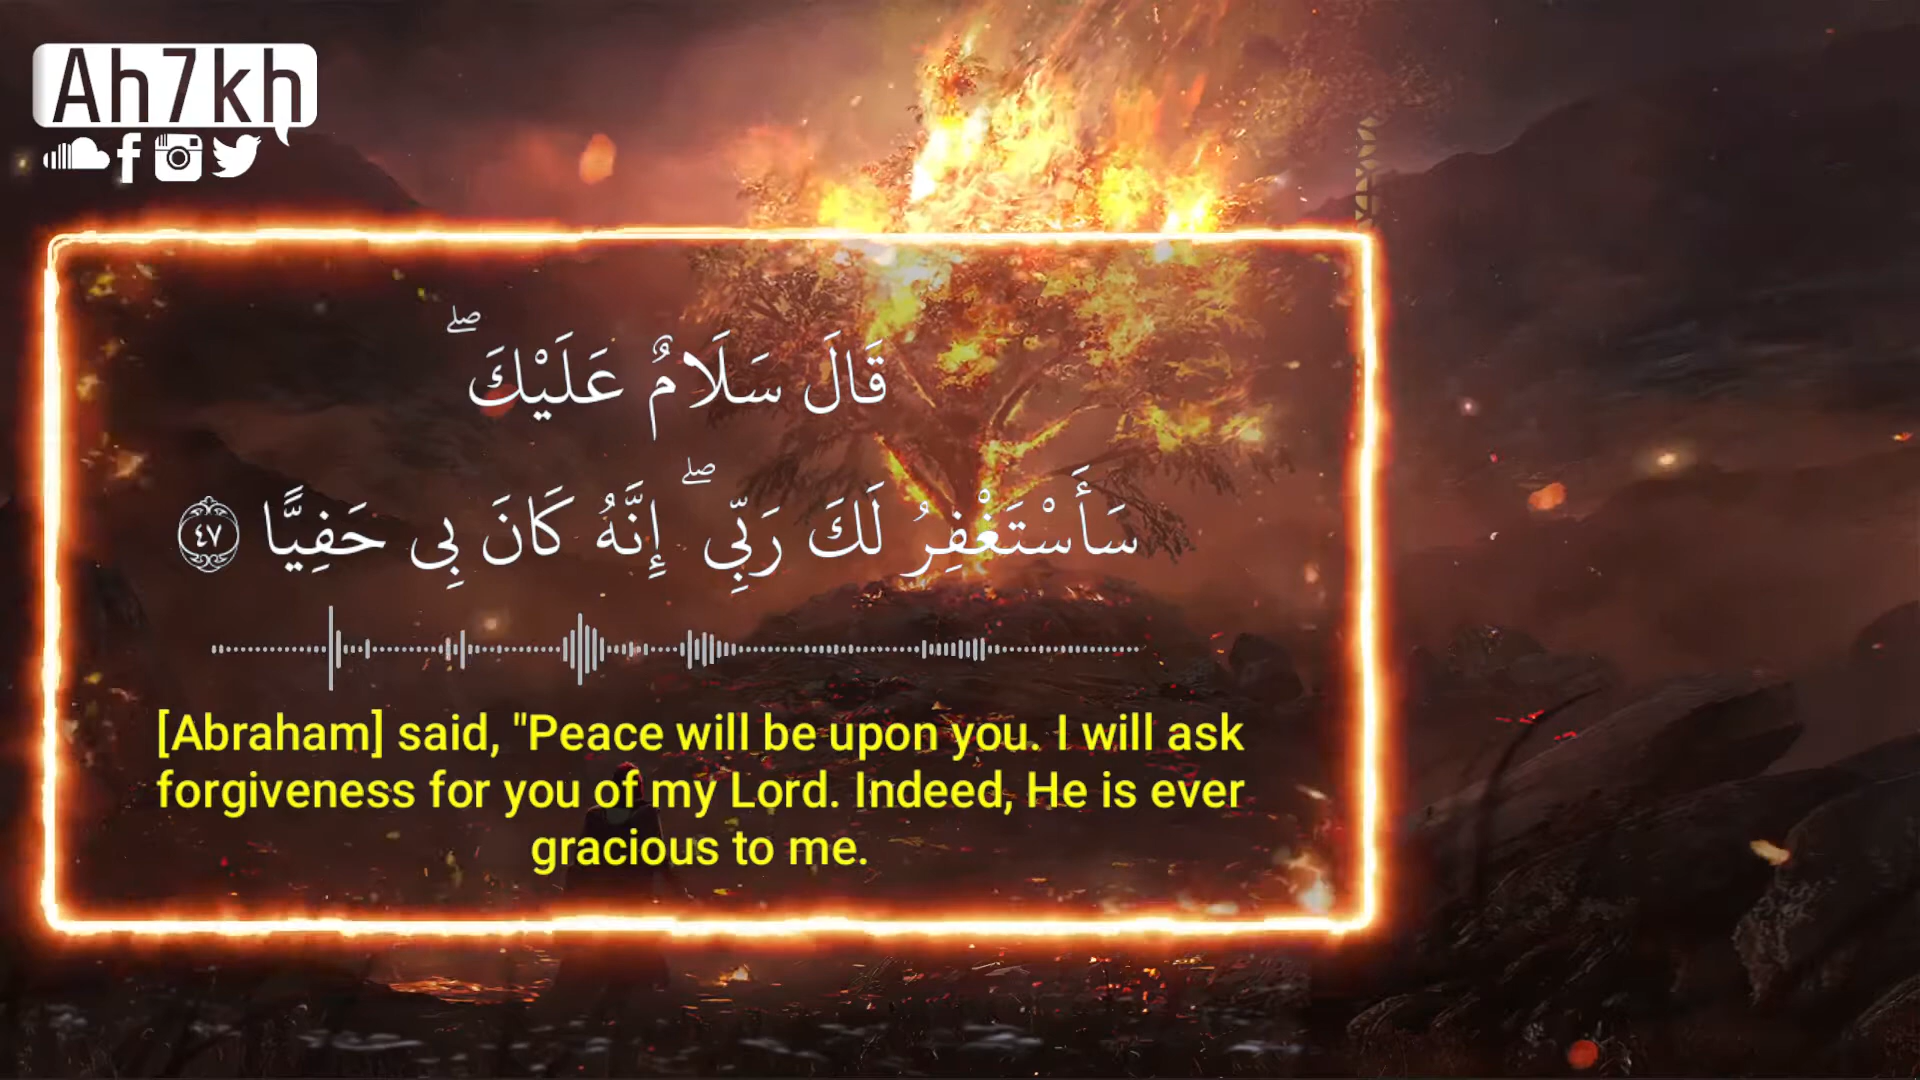 Ah7kh
قَالَ سَلَامٌ عَلَيْكَ ۖ
سَأَسْتَغْفِرُ لَكَ رَبِّى ۖ إِنَّهُ كَانَ بِى حَفِيًّا ٤٧
[Abraham] said, "Peace will be upon you. I will ask
forgiveness for you of my Lord. Indeed, He is ever
gracious to me.